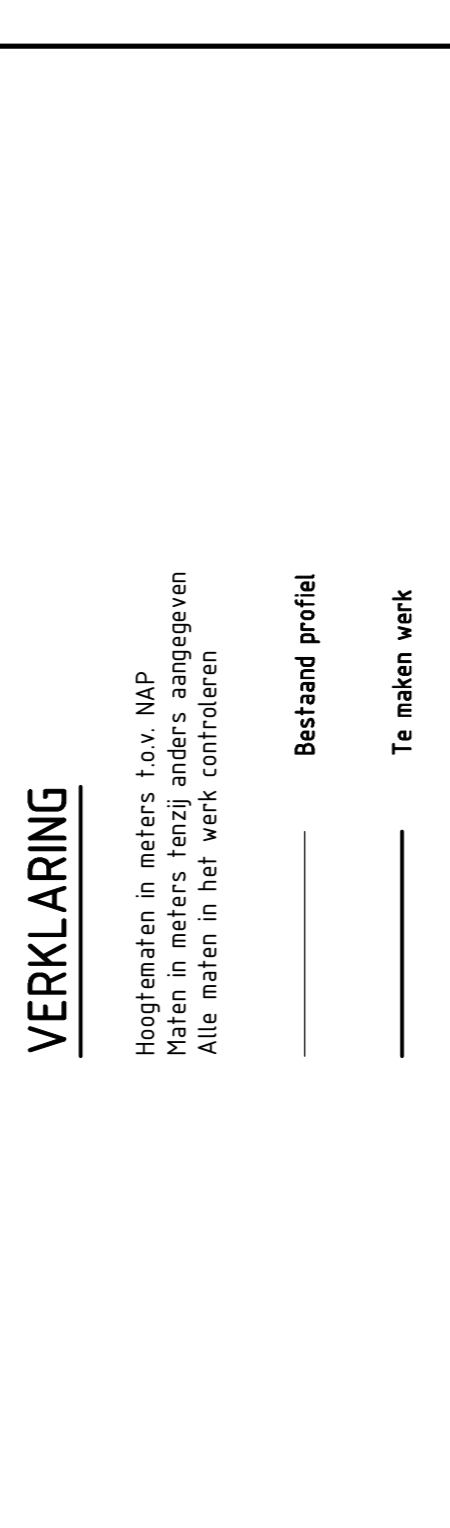 VERKLARING
Hoogtematen in meters t.o.v. NAP
Maten in meters tenzij anders aangegeven
Alle maten in het werk controleren
Bestaand profiel
Te maken werk